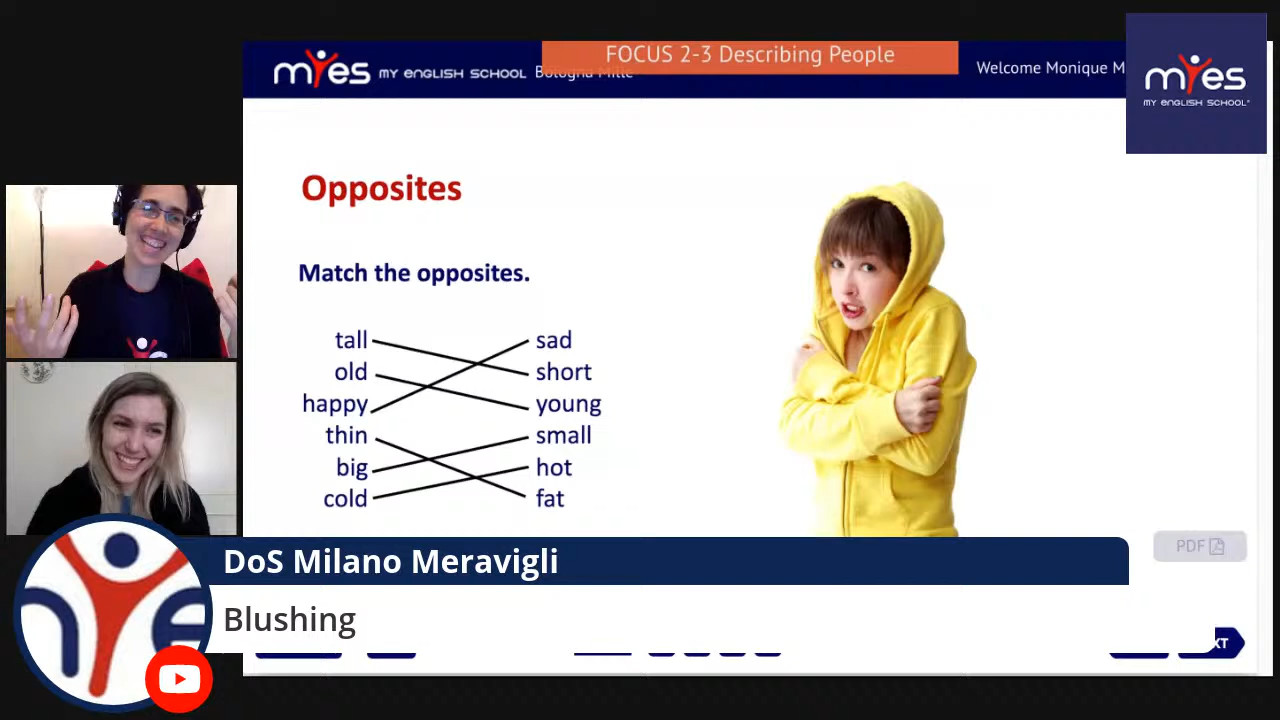 FOCUS 2-3 Describing People
myes MY ENGLISH SCHOOL Bologna Mille
Welcome Monique M
myes
MY ENGLISH SCHOOL
Opposites
Match the opposites.
tall sad
old short
happy young
thin small
big hot
cold fat
PDF
DoS Milano Meravigli
Blushing